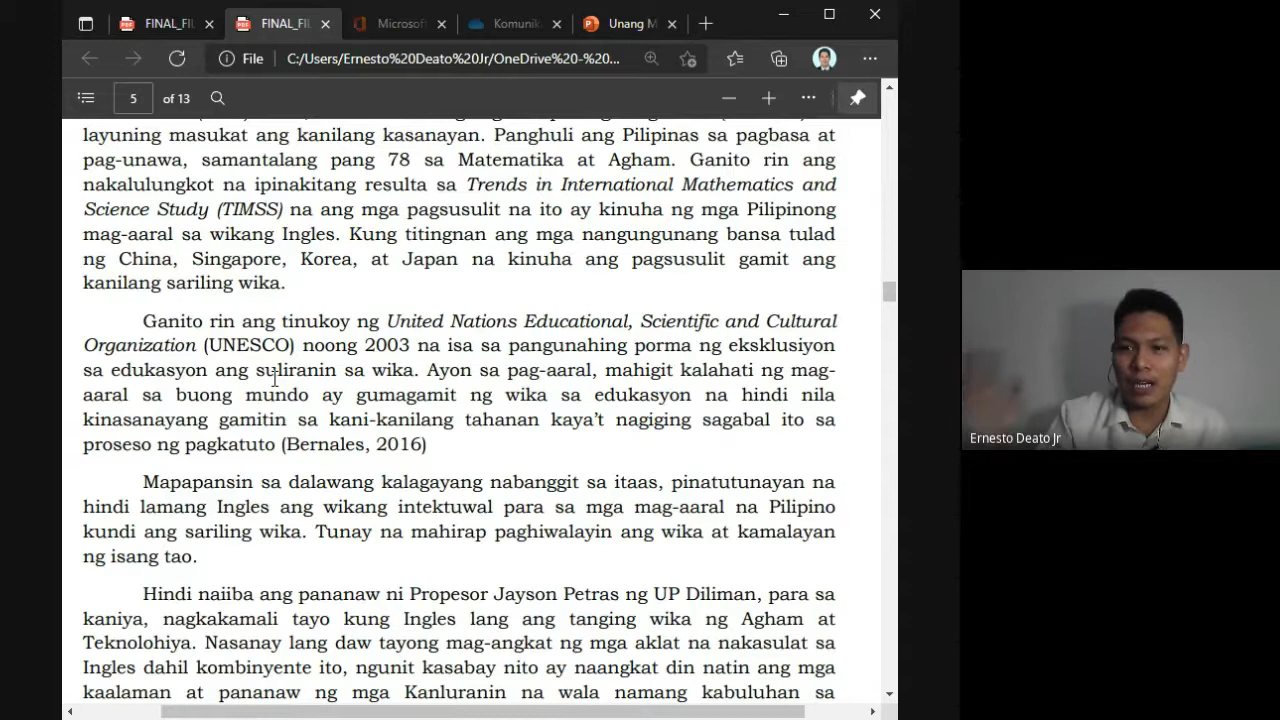 FINAL_FIL
FINAL_FIL
Microsoft
Komunik
Unang M
File
C:/Users/Ernesto%20Deato%20Jr/OneDrive%20-%20...
5 of 13
layuning masukat ang kanilang kasanayan. Panghuli ang Pilipinas sa pagbasa at
pag-unawa, samantalang pang 78 sa Matematika at Agham. Ganito rin ang
nakalulungkot na ipinakitang resulta sa Trends in International Mathematics and
Science Study (TIMSS) na ang mga pagsusulit na ito ay kinuha ng mga Pilipinong
mag-aaral sa wikang Ingles. Kung titingnan ang mga nangungunang bansa tulad
ng China, Singapore, Korea, at Japan na kinuha ang pagsusulit gamit ang
kanilang sariling wika.
Ganito rin ang tinukoy ng United Nations Educational, Scientific and Cultural
Organization (UNESCO) noong 2003 na isa sa pangunahing porma ng eksklusiyon
sa edukasyon ang suliranin sa wika. Ayon sa pag-aaral, mahigit kalahati ng mag-
aaral sa buong mundo ay gumagamit ng wika sa edukasyon na hindi nila
kinasanayang gamitin sa kani-kanilang tahanan kaya't nagiging sagabal ito sa
proseso ng pagkatuto (Bernales, 2016)
Mapapansin sa dalawang kalagayang nabanggit sa itaas, pinatutunayan na
hindi lamang Ingles ang wikang intektuwal para sa mga mag-aaral na Pilipino
kundi ang sariling wika. Tunay na mahirap paghiwalayin ang wika at kamalayan
ng isang tao.
Hindi naiiba ang pananaw ni Propesor Jayson Petras ng UP Diliman, para sa
kaniya, nagkakamali tayo kung Ingles lang ang tanging wika ng Agham at
Teknolohiya. Nasanay lang daw tayong mag-angkat ng mga aklat na nakasulat sa
Ingles dahil kombinyente ito, ngunit kasabay nito ay naangkat din natin ang mga
kaalaman at pananaw ng mga Kanluranin na wala namang kabuluhan sa
Ernesto Deato Jr